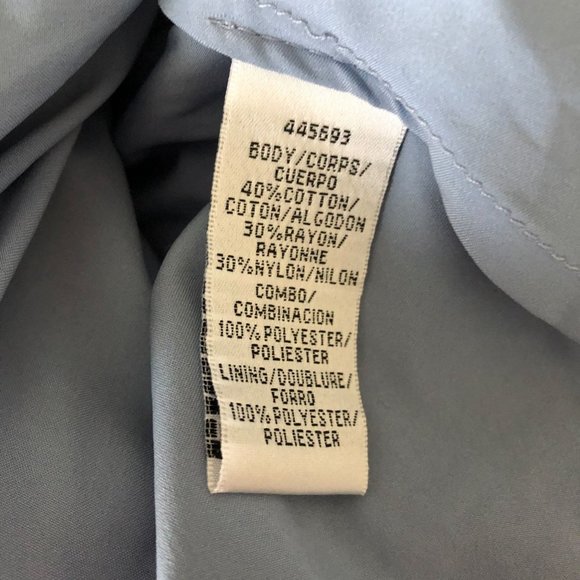 445693
BODY/CORPS/
CUERPO
40%COTTON/
COTON/ALGODON
30%RAYON/
RAYONNE
30%NYLON/NILON
COMBO/
COMBINACION
100%POLYESTER/
POLIESTER
LINING/DOUBLURE/
FORRO
100%POLYESTER/
POLIESTER